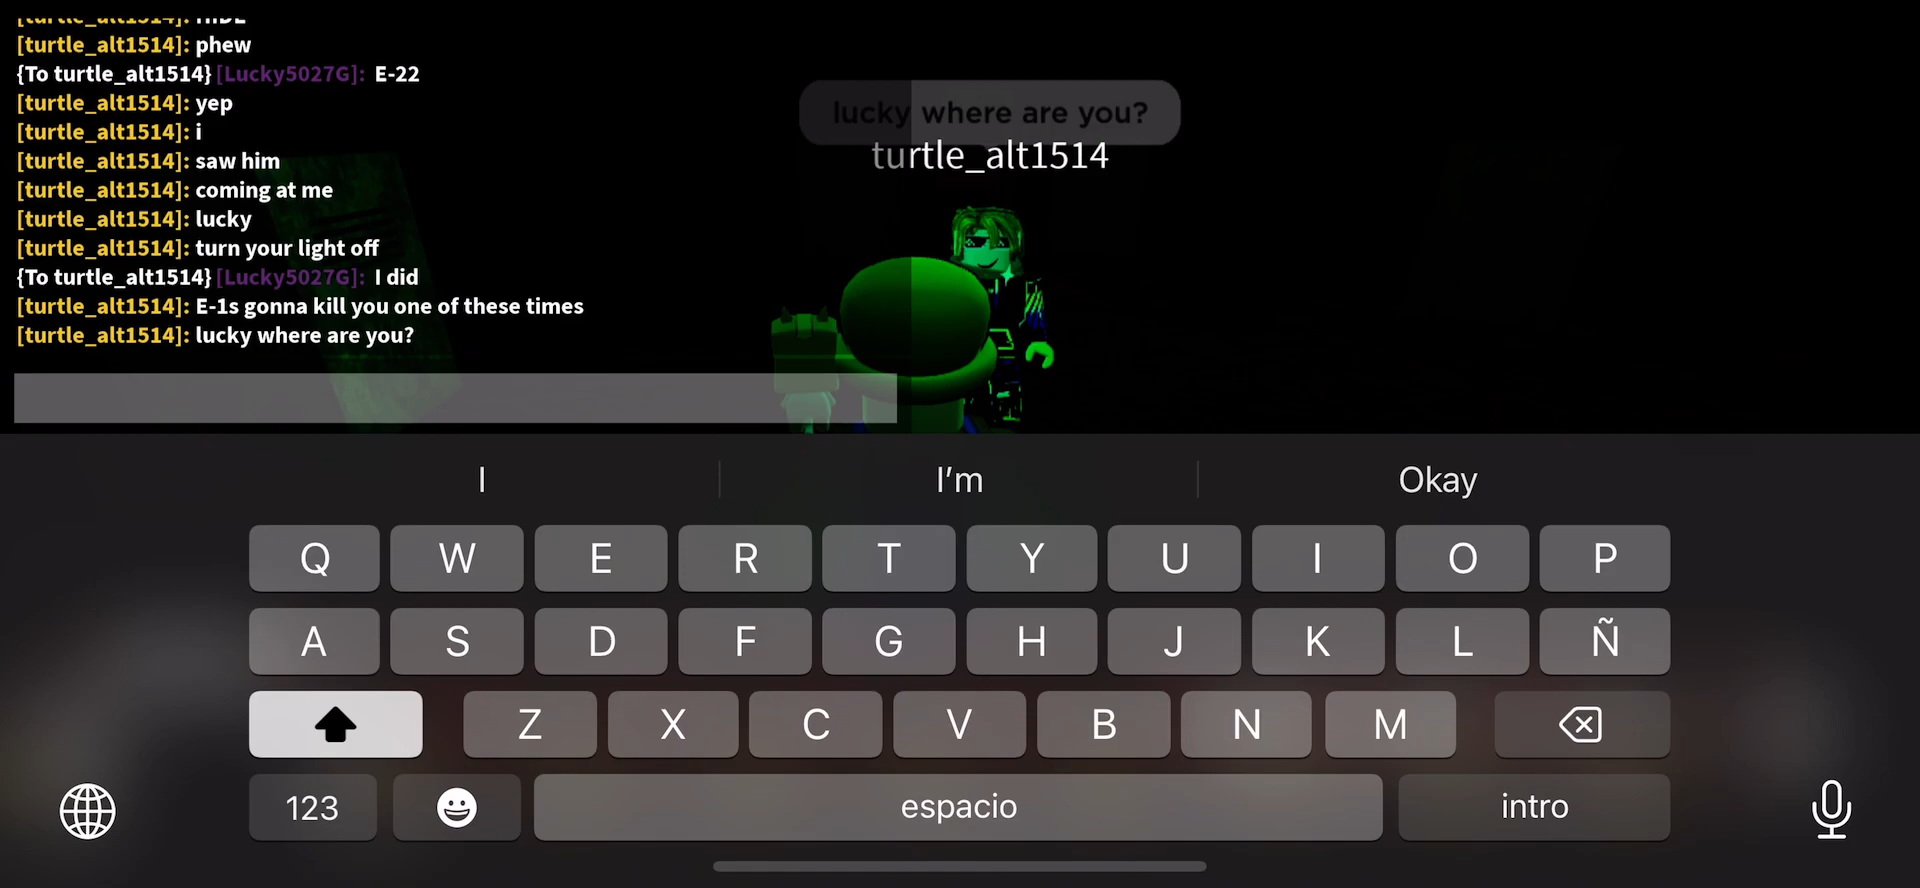 [turtle_alt1514]: HIDE
[turtle_alt1514]: phew
{To turtle_alt1514} [Lucky5027G]: E-22
[turtle_alt1514]: yep
[turtle_alt1514]: i
[turtle_alt1514]: saw him
[turtle_alt1514]: coming at me
[turtle_alt1514]: lucky
[turtle_alt1514]: turn your light off
{To turtle_alt1514} [Lucky5027G]: I did
[turtle_alt1514]: E-1s gonna kill you one of these times
[turtle_alt1514]: lucky where are you?
lucky where are you?
turtle_alt1514
I I’m Okay
Q W E R T Y U I O P
A S D F G H J K L Ñ
Z X C V B N M
123 espacio intro